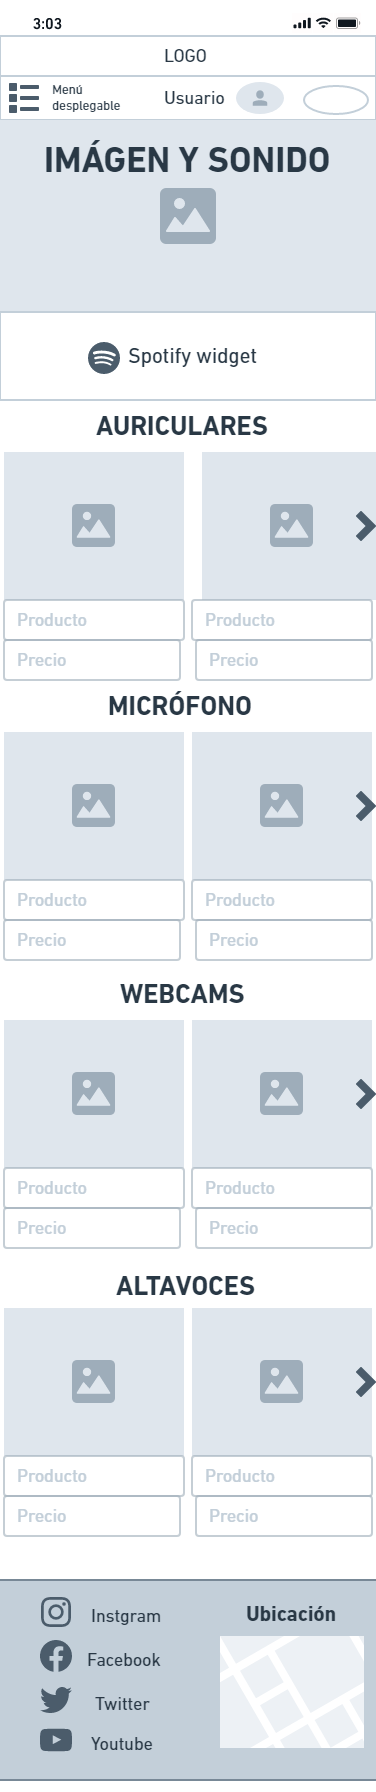 3:03
LOGO
Menú
desplegable
Usuario
IMÁGEN Y SONIDO
Spotify widget
AURICULARES
Producto
Producto
Precio
Precio
MICRÓFONO
Producto
Producto
Precio
Precio
WEBCAMS
Producto
Producto
Precio
Precio
ALTAVOCES
Producto
Producto
Precio
Precio
Instgram
Facebook
Twitter
Youtube
Ubicación